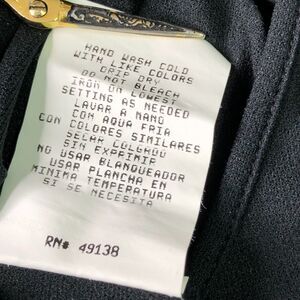 HAND WASH COLD
WITH LIKE COLORS
DRIP DRY
DO NOT BLEACH
IRON ON LOWEST
SETTING AS NEEDED
LAVAR A MANO
CON AQUA FRIA
CON COLORES SIMILARES
SECAR COLGADO
SIN EXPRINIP
NO USAR BLANQUEADOR
USAR PLANCHA EN
MINIMA TEMPERATURA
SI SE NECESITA
RN# 49138